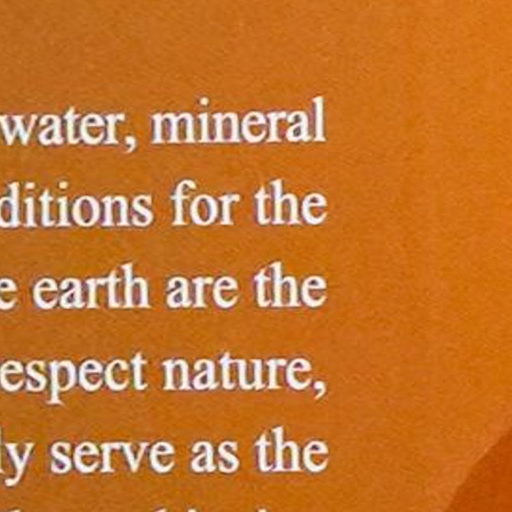 water, mineral
ditions for the
e earth are the
espect nature,
ly serve as the